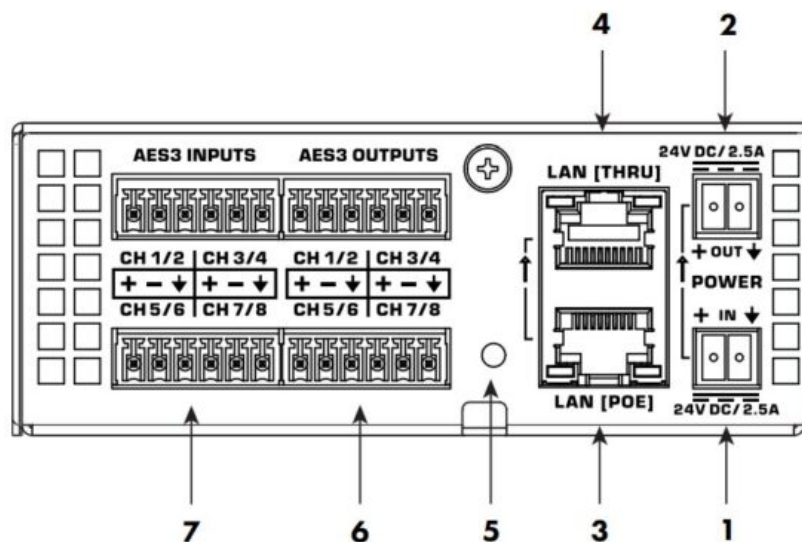 4 2
AES3 INPUTS AES3 OUTPUTS
LAN [THRU]
24V DC/2.5A
CH 1/2 CH 3/4 CH 1/2 CH 3/4
+ - + - + - + -
CH 5/6 CH 7/8 CH 5/6 CH 7/8
+ OUT
POWER
+ IN
LAN [POE]
24V DC/2.5A
7 6 5 3 1